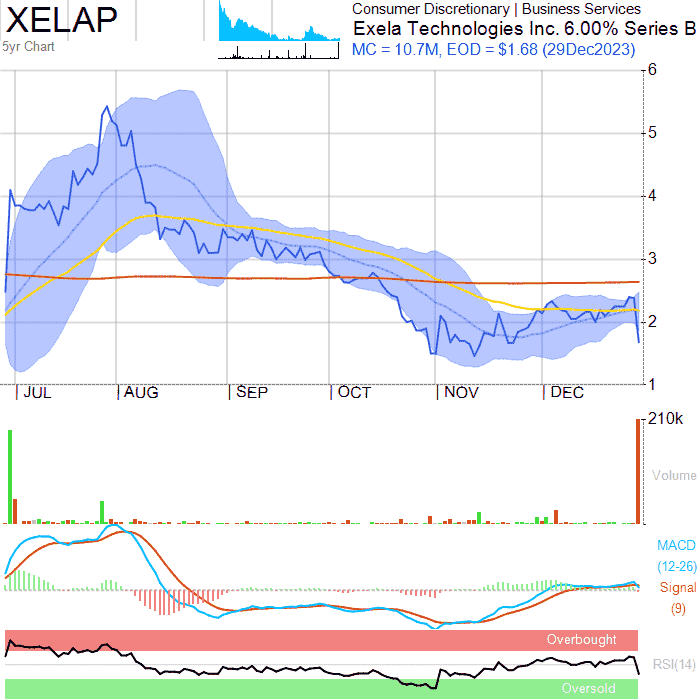 XELAP
5yr Chart
Consumer Discretionary | Business Services
Exela Technologies Inc. 6.00% Series B
MC = 10.7M, EOD = $1.68 (29Dec2023)
6
5
4
3
2
1
JUL AUG SEP OCT NOV DEC
210k
Volume
MACD
(12-26)
Signal
(9)
Overbought
RSI(14)
Oversold